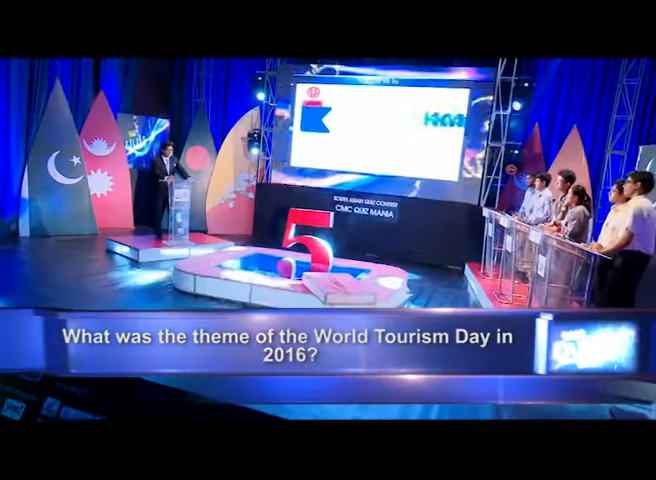 5
SOUTH ASIAN QUIZ CONTEST
CMC QUIZ MANIA
What was the theme of the World Tourism Day in
2016?